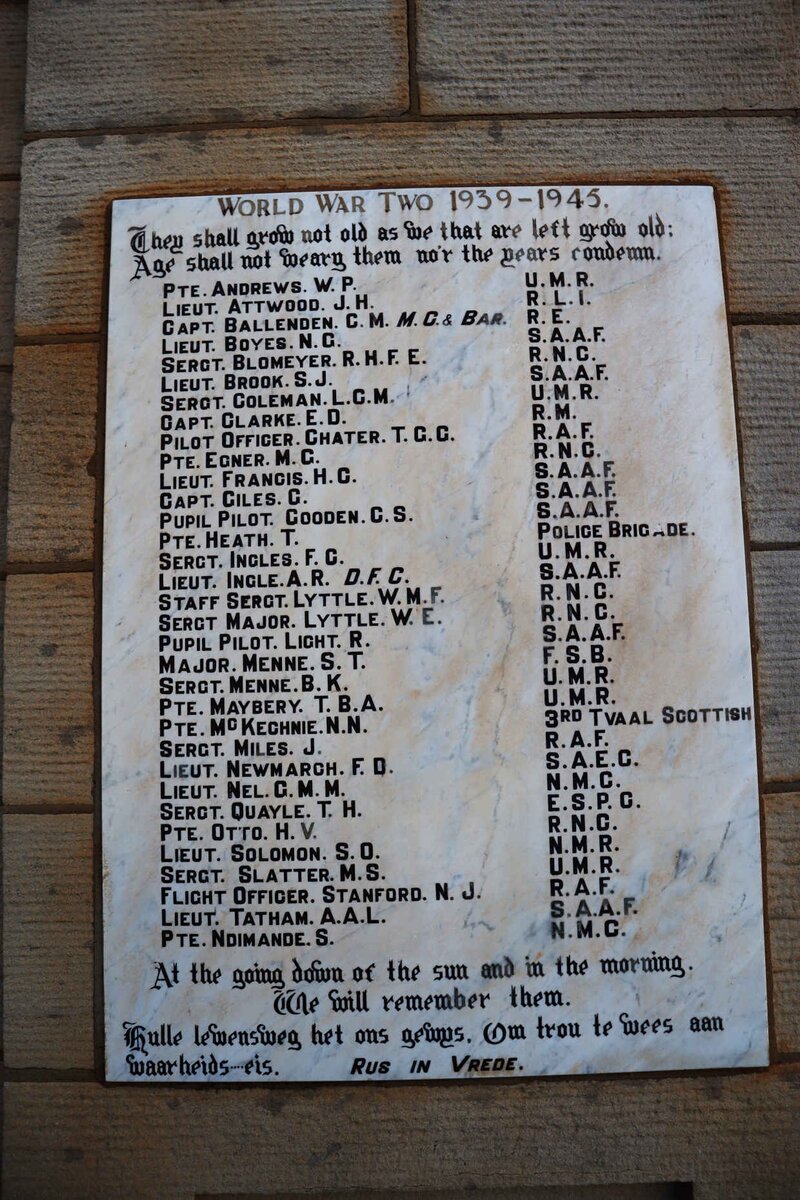 WORLD WAR TWO 1939-1945.
They shall grow not old as we that are left grow old:
Age shall not weary them nor the years condemn.
PTE. ANDREWS. W. P. U.M.R.
LIEUT. ATTWOOD. J. H. R.L.I.
CAPT. BALLENDEN. C. M. M.C. & BAR. R.E.
LIEUT. BOYES. N. C. S.A.A.F.
SERGT. BLOMEYER. R. H. F. E. R.N.C.
LIEUT. BROOK. S. J. S.A.A.F.
SERGT. COLEMAN. L. G. M. U.M.R.
CAPT. CLARKE. E. D. R.M.
PILOT OFFICER. CHATER. T. C. G. R.A.F.
PTE. EGNER. M. C. R.N.C.
LIEUT. FRANCIS. H. G. S.A.A.F.
CAPT. GILES. G. S.A.A.F.
PUPIL PILOT. GOODEN. C. S. S.A.A.F.
PTE. HEATH. T. POLICE BRIGADE.
SERGT. INGLES. F. G. U.M.R.
LIEUT. INGLE. A. R. D.F.C. S.A.A.F.
STAFF SERGT. LYTTLE. W. M. F. R.N.C.
SERGT MAJOR. LYTTLE. W. E. R.N.C.
PUPIL PILOT. LIGHT. R. S.A.A.F.
MAJOR. MENNE. S. T. F.S.B.
SERGT. MENNE. B. K. U.M.R.
PTE. MAYBERY. T. B. A. U.M.R.
PTE. McKECHNIE. N. N. 3RD TVAAL SCOTTISH
SERGT. MILES. J. R.A.F.
LIEUT. NEWMARCH. F. D. S.A.E.C.
LIEUT. NEL. C. M. M. N.M.C.
SERGT. QUAYLE. T. H. E.S.P.C.
PTE. OTTO. H. V. R.N.C.
LIEUT. SOLOMON. S. O. N.M.R.
SERGT. SLATTER. M. S. U.M.R.
FLIGHT OFFICER. STANFORD. N. J. R.A.F.
LIEUT. TATHAM. A. A. L. S.A.A.F.
PTE. NDIMANDE. S. N.M.C.
At the going down of the sun and in the morning.
We will remember them.
Hulle lewensweg het ons gewys. Om trou te wees aan
waarheids-eis. RUS IN VREDE.